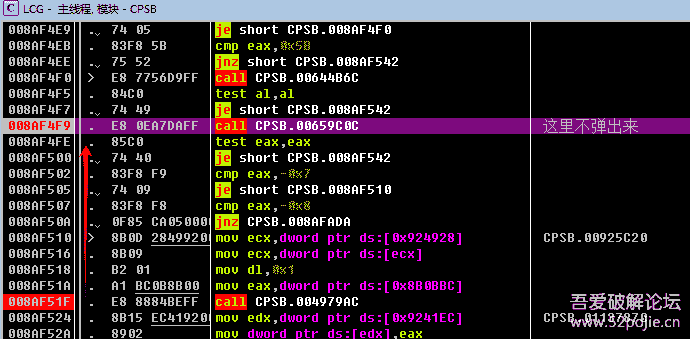 C LCG - 主线程, 模块 - CPSB
008AF4E9 .⌄ 74 05 je short CPSB.008AF4F0
008AF4EB . 83F8 5B cmp eax,0x5B
008AF4EE .⌄ 75 52 jnz short CPSB.008AF542
008AF4F0 > E8 7756D9FF call CPSB.00644B6C
008AF4F5 . 84C0 test al,al
008AF4F7 .⌄ 74 49 je short CPSB.008AF542
008AF4F9 . E8 0EA7DAFF call CPSB.00659C0C 这里不弹出来
008AF4FE . 85C0 test eax,eax
008AF500 .⌄ 74 40 je short CPSB.008AF542
008AF502 . 83F8 F9 cmp eax,-0x7
008AF505 .⌄ 74 09 je short CPSB.008AF510
008AF507 . 83F8 F8 cmp eax,-0x8
008AF50A .⌄ 0F85 CA050000 jnz CPSB.008AFADA
008AF510 > 8B0D 28499200 mov ecx,dword ptr ds:[0x924928] CPSB.00925C20
008AF516 . 8B09 mov ecx,dword ptr ds:[ecx]
008AF518 . B2 01 mov dl,0x1
008AF51A . A1 BC0B8B00 mov eax,dword ptr ds:[0x8B0BBC]
008AF51F . E8 8884BEFF call CPSB.004979AC
008AF524 . 8B15 EC419200 mov edx,dword ptr ds:[0x9241EC]
008AF52A . 8902 mov dword ptr ds:[edx],eax
吾爱破解论坛
www.52pojie.cn